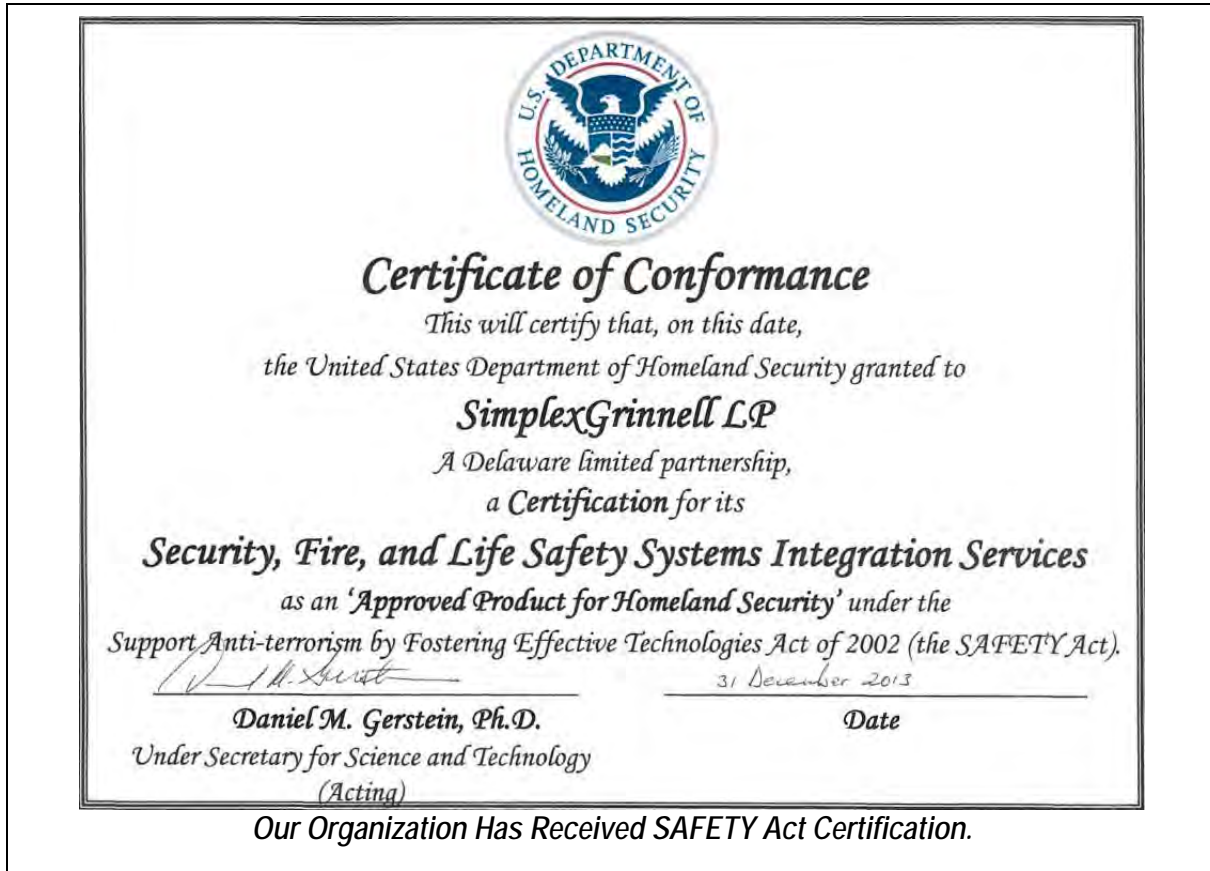 U.S. DEPARTMENT OF
HOMELAND SECURITY
Certificate of Conformance
This will certify that, on this date,
the United States Department of Homeland Security granted to
SimplexGrinnell LP
A Delaware limited partnership,
a Certification for its
Security, Fire, and Life Safety Systems Integration Services
as an 'Approved Product for Homeland Security' under the
Support Anti-terrorism by Fostering Effective Technologies Act of 2002 (the SAFETY Act).
31 December 2013
Daniel M. Gerstein, Ph.D.
Date
Under Secretary for Science and Technology
(Acting)
Our Organization Has Received SAFETY Act Certification.